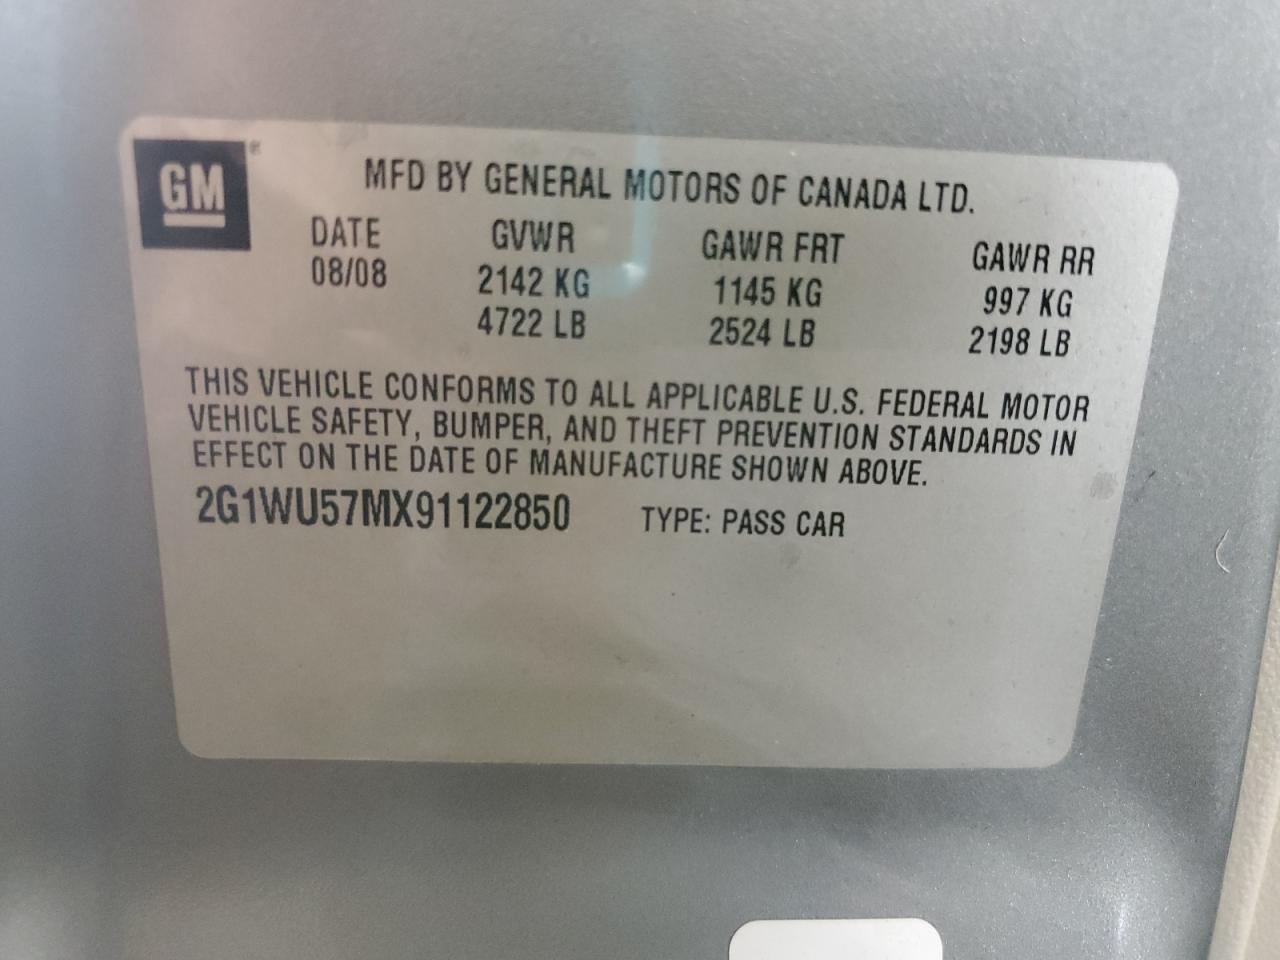 GM®
MFD BY GENERAL MOTORS OF CANADA LTD.
DATE GVWR GAWR FRT GAWR RR
08/08 2142 KG 1145 KG 997 KG
4722 LB 2524 LB 2198 LB
THIS VEHICLE CONFORMS TO ALL APPLICABLE U.S. FEDERAL MOTOR
VEHICLE SAFETY, BUMPER, AND THEFT PREVENTION STANDARDS IN
EFFECT ON THE DATE OF MANUFACTURE SHOWN ABOVE.
2G1WU57MX91122850 TYPE: PASS CAR